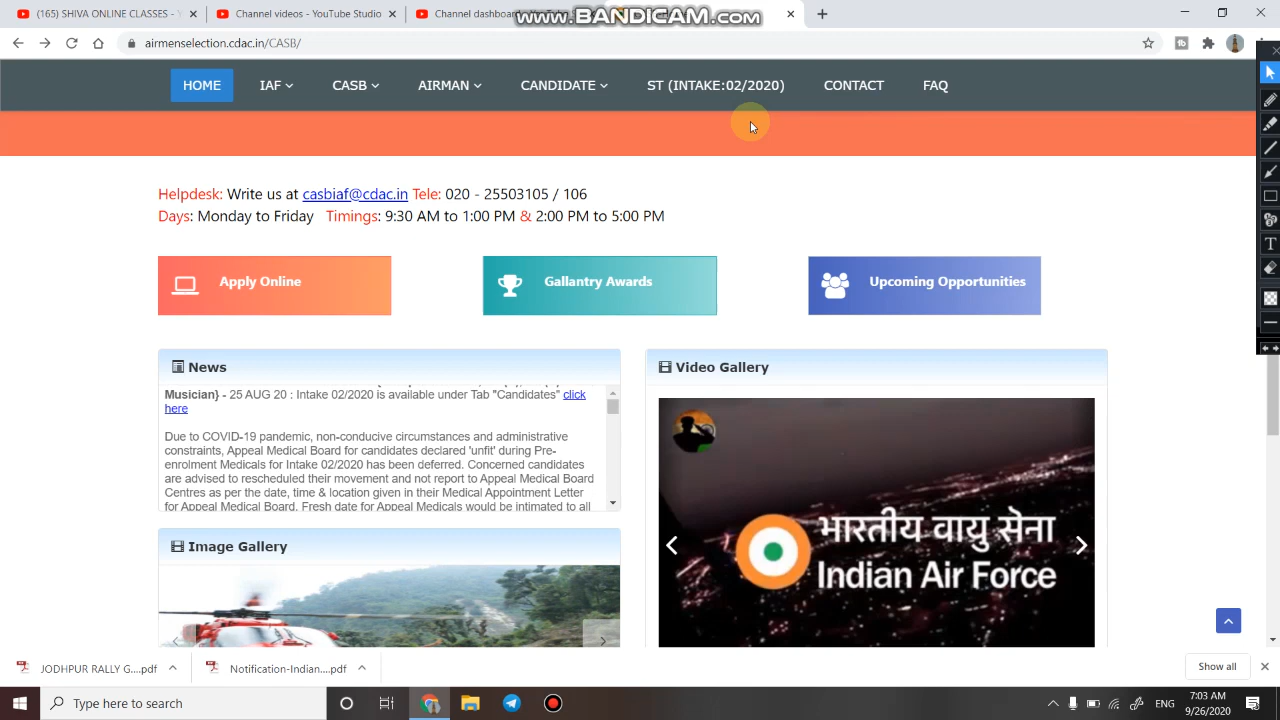 (165) SHIVA ONLINE CLASSES - Y
Channel videos - YouTube Studio
Channel dashboard
www.BANDICAM.com
airmenselection.cdac.in/CASB/
HOME
IAF
CASB
AIRMAN
CANDIDATE
ST (INTAKE:02/2020)
CONTACT
FAQ
Helpdesk: Write us at casbiaf@cdac.in Tele: 020 - 25503105 / 106
Days: Monday to Friday Timings: 9:30 AM to 1:00 PM & 2:00 PM to 5:00 PM
Apply Online
Gallantry Awards
Upcoming Opportunities
News
Musician} - 25 AUG 20 : Intake 02/2020 is available under Tab "Candidates" click
here
Due to COVID-19 pandemic, non-conducive circumstances and administrative
constraints, Appeal Medical Board for candidates declared 'unfit' during Pre-
enrolment Medicals for Intake 02/2020 has been deferred. Concerned candidates
are advised to rescheduled their movement and not report to Appeal Medical Board
Centres as per the date, time & location given in their Medical Appointment Letter
for Appeal Medical Board. Fresh date for Appeal Medicals would be intimated to all
Video Gallery
भारतीय वायु सेना
Indian Air Force
Image Gallery
JODHPUR RALLY G....pdf
Notification-Indian....pdf
Show all
Type here to search
ENG
7:03 AM
9/26/2020